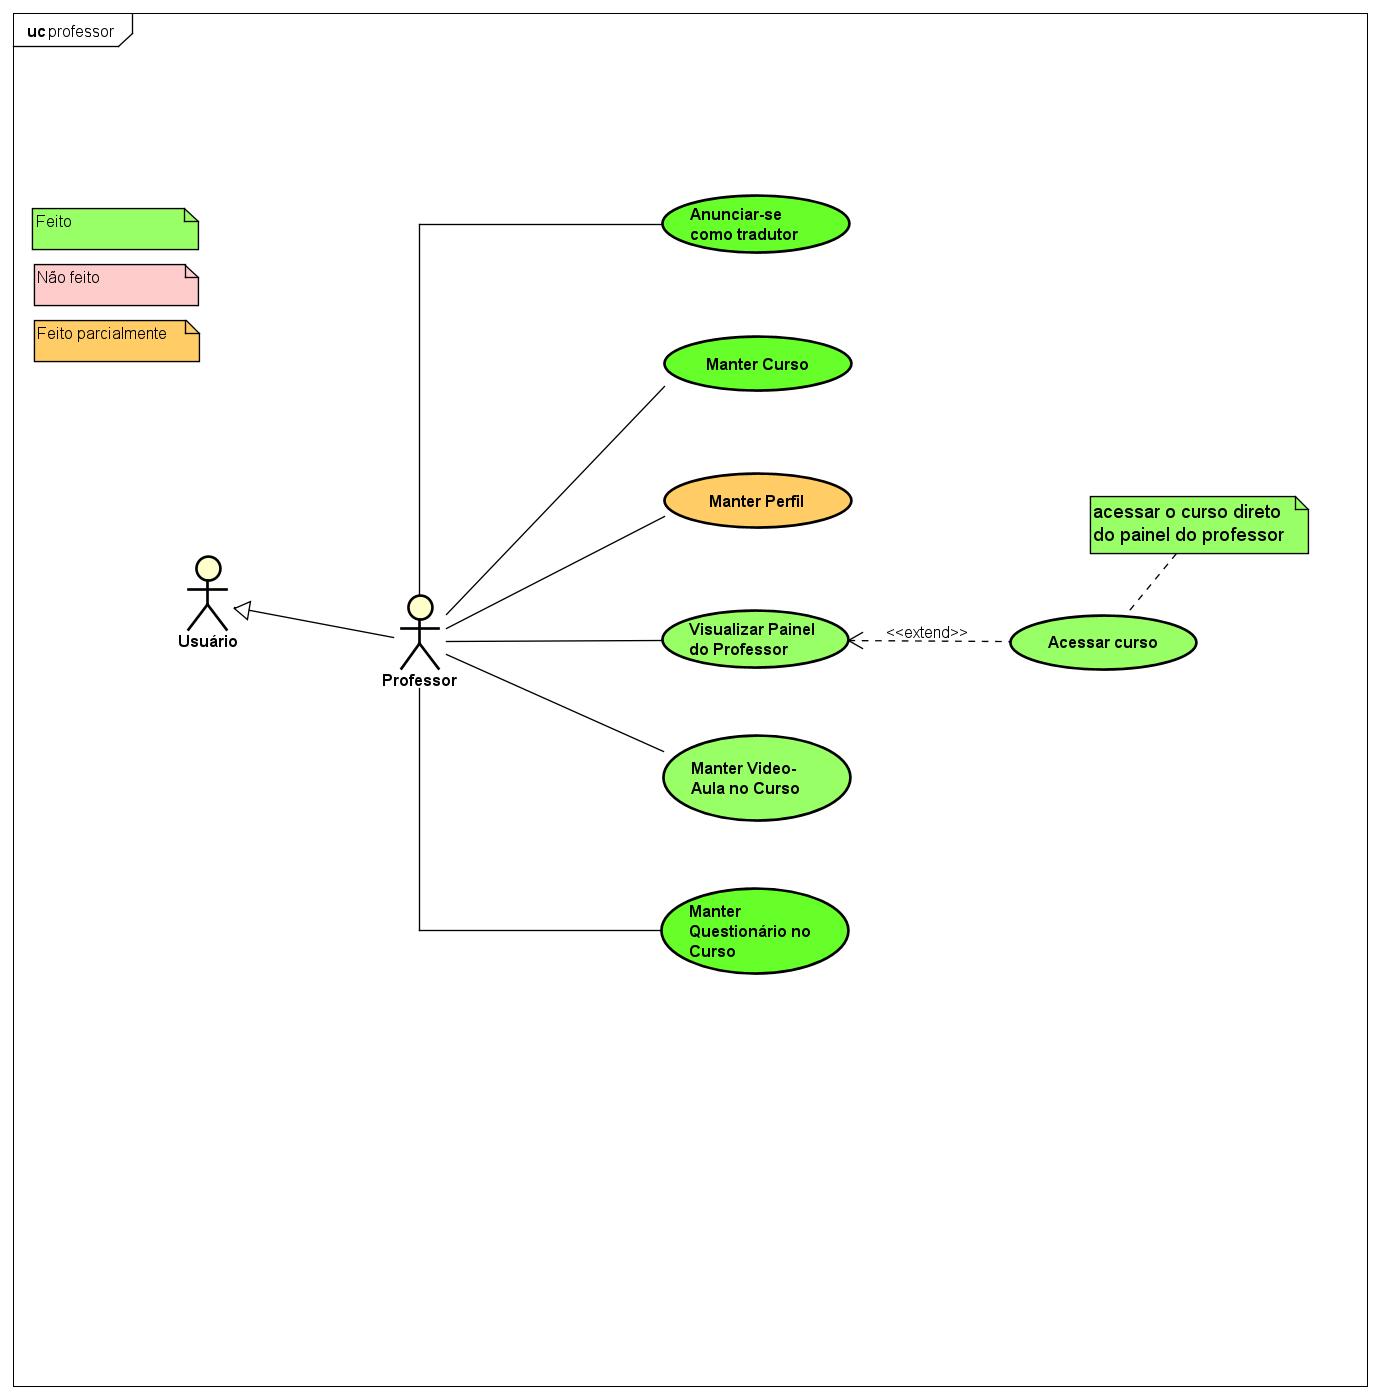 uc professor
Feito
Não feito
Feito parcialmente
Anunciar-se
como tradutor
Manter Curso
Manter Perfil
acessar o curso direto
do painel do professor
Usuário
Professor
Visualizar Painel
do Professor
<<extend>>
Acessar curso
Manter Video-
Aula no Curso
Manter
Questionário no
Curso